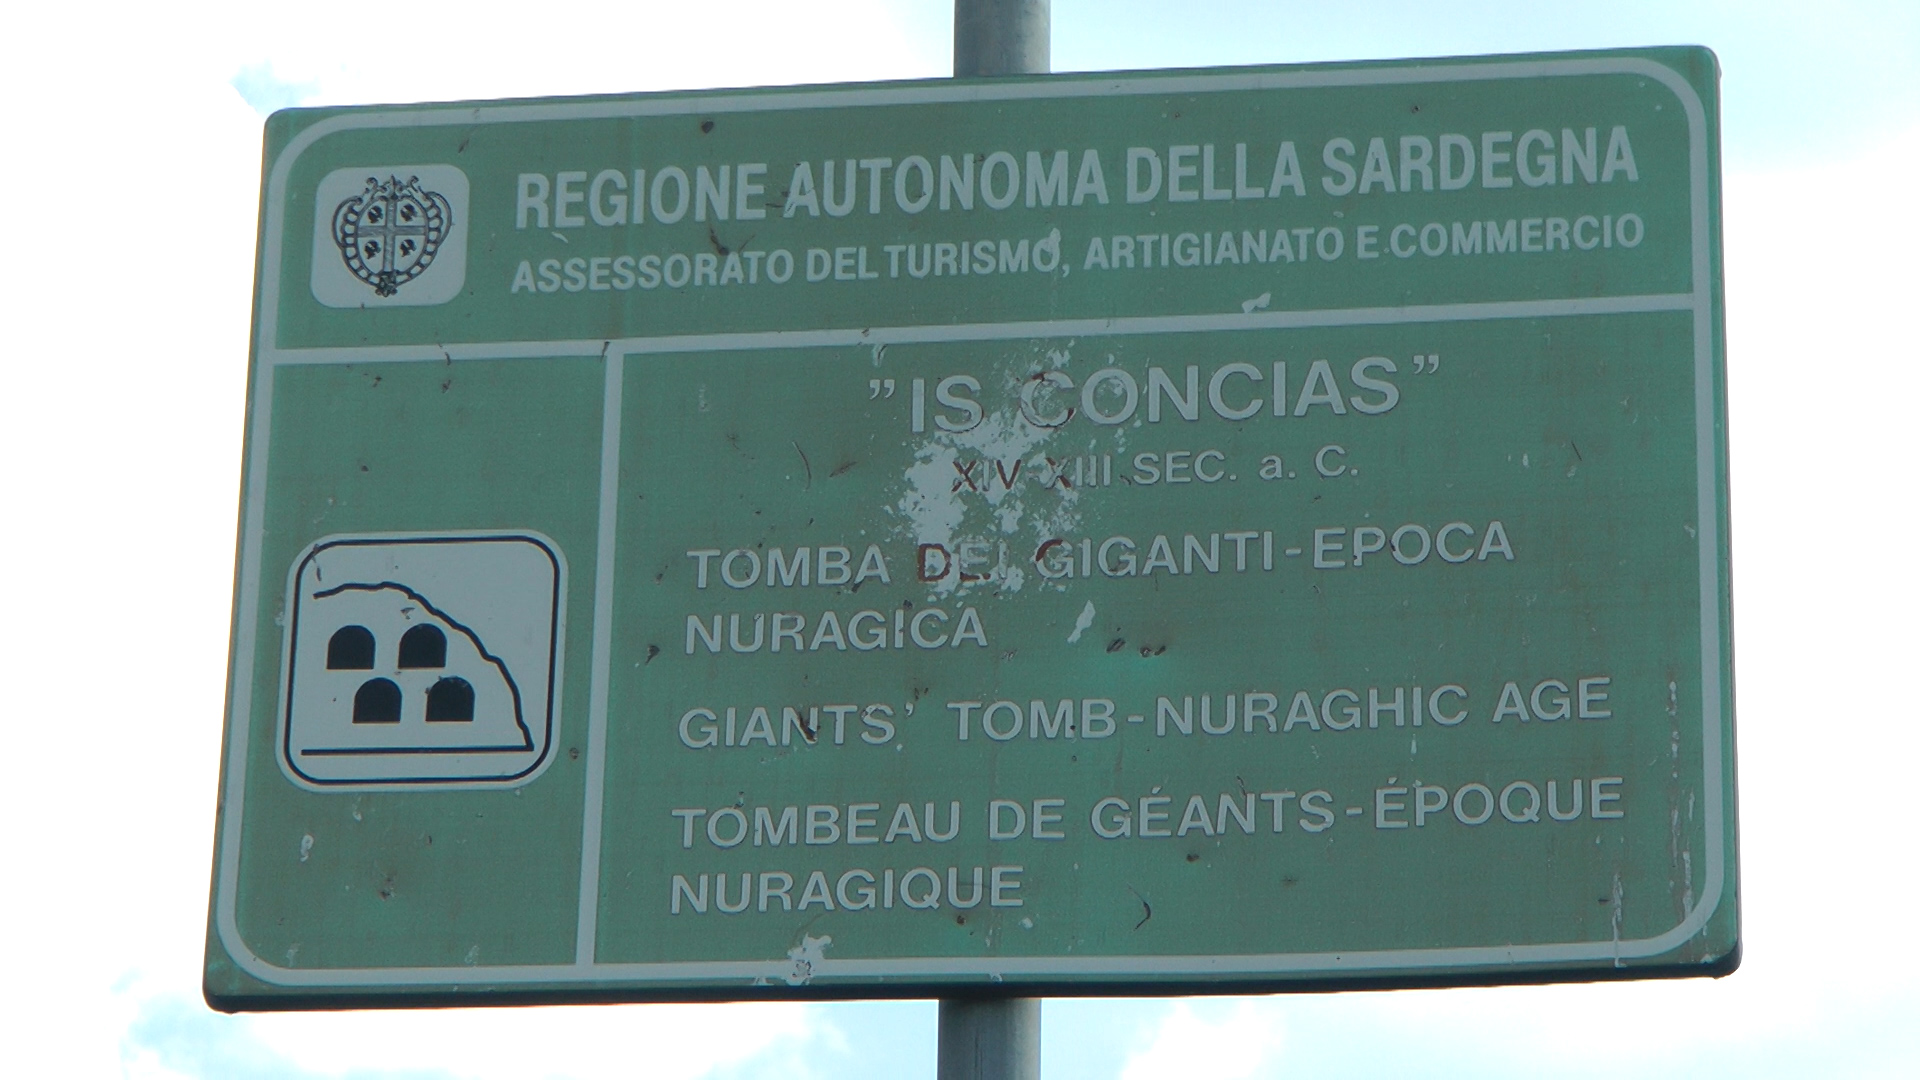 REGIONE AUTONOMA DELLA SARDEGNA
ASSESSORATO DEL TURISMO, ARTIGIANATO E COMMERCIO
”IS CONCIAS”
XIV XIII SEC. a. C.
TOMBA DEI GIGANTI-EPOCA
NURAGICA
GIANTS’ TOMB-NURAGHIC AGE
TOMBEAU DE GÉANTS-ÉPOQUE
NURAGIQUE